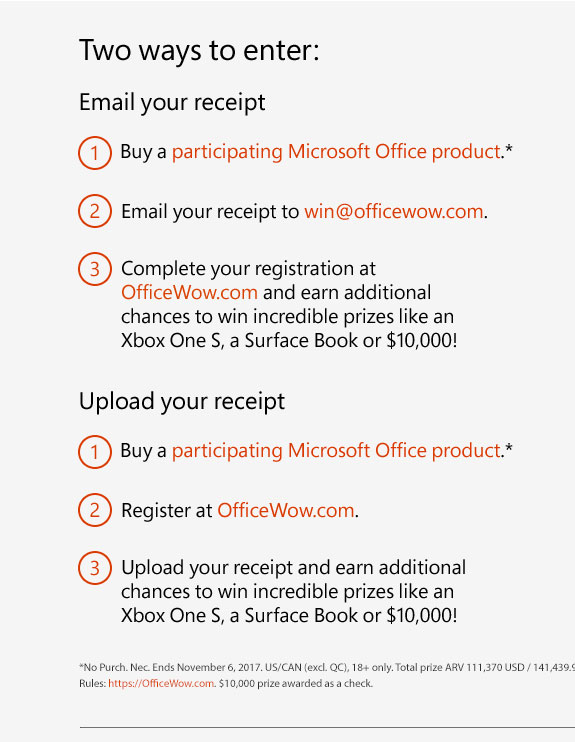 Two ways to enter:
Email your receipt
1 Buy a participating Microsoft Office product.*
2 Email your receipt to win@officewow.com.
3 Complete your registration at
OfficeWow.com and earn additional
chances to win incredible prizes like an
Xbox One S, a Surface Book or $10,000!
Upload your receipt
1 Buy a participating Microsoft Office product.*
2 Register at OfficeWow.com.
3 Upload your receipt and earn additional
chances to win incredible prizes like an
Xbox One S, a Surface Book or $10,000!
*No Purch. Nec. Ends November 6, 2017. US/CAN (excl. QC), 18+ only. Total prize ARV 111,370 USD / 141,439.9
Rules: https://OfficeWow.com. $10,000 prize awarded as a check.